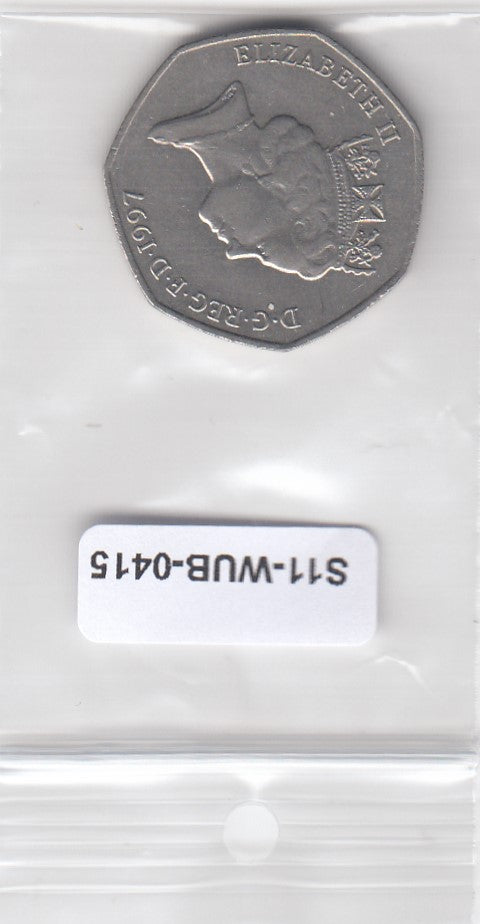 ELIZABETH II
D·G·REG·F·D·1997
S11-WUB-0415